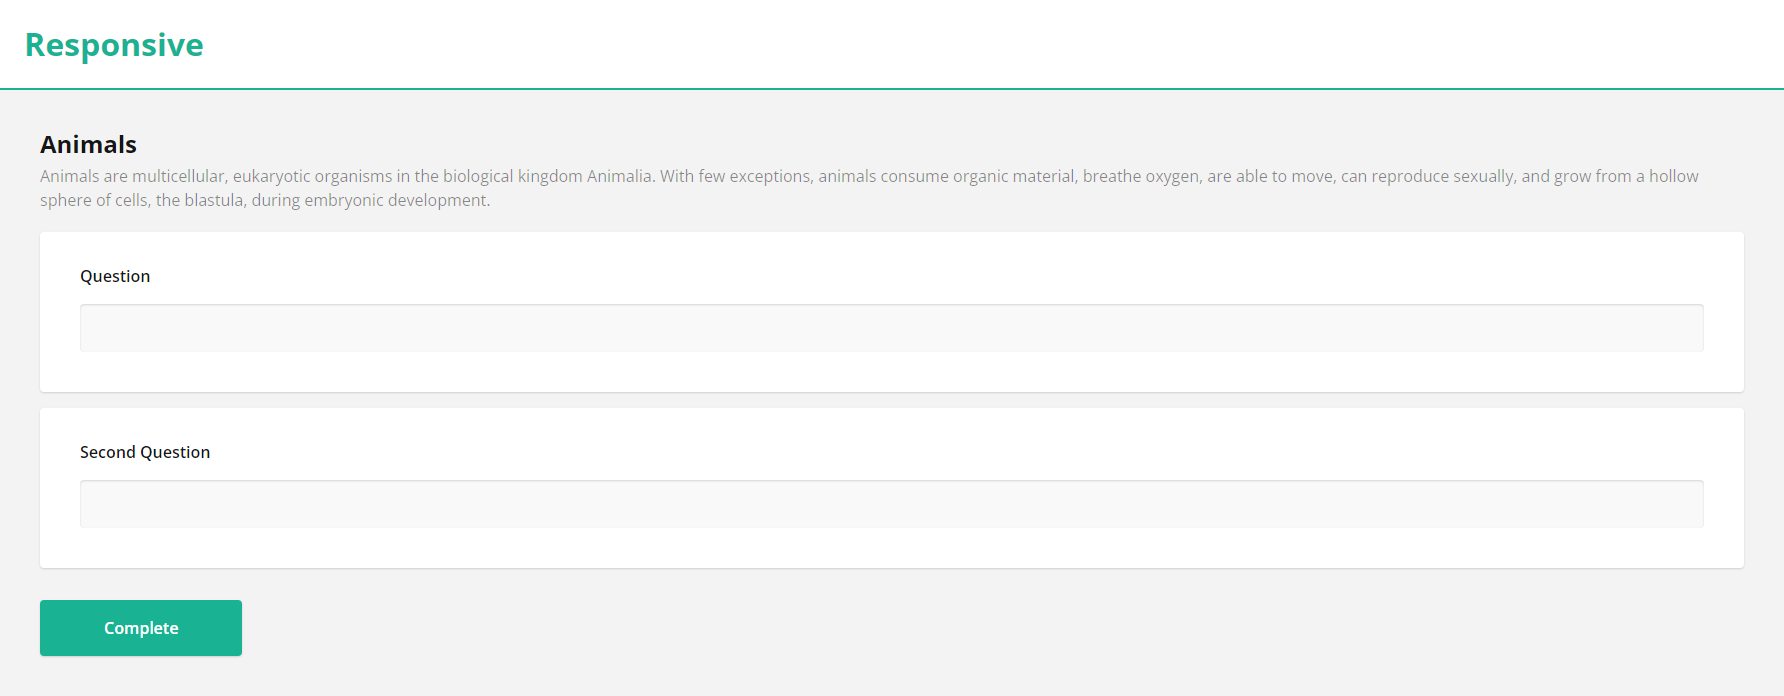 Responsive
Animals
Animals are multicellular, eukaryotic organisms in the biological kingdom Animalia. With few exceptions, animals consume organic material, breathe oxygen, are able to move, can reproduce sexually, and grow from a hollow
sphere of cells, the blastula, during embryonic development.
Question
Second Question
Complete